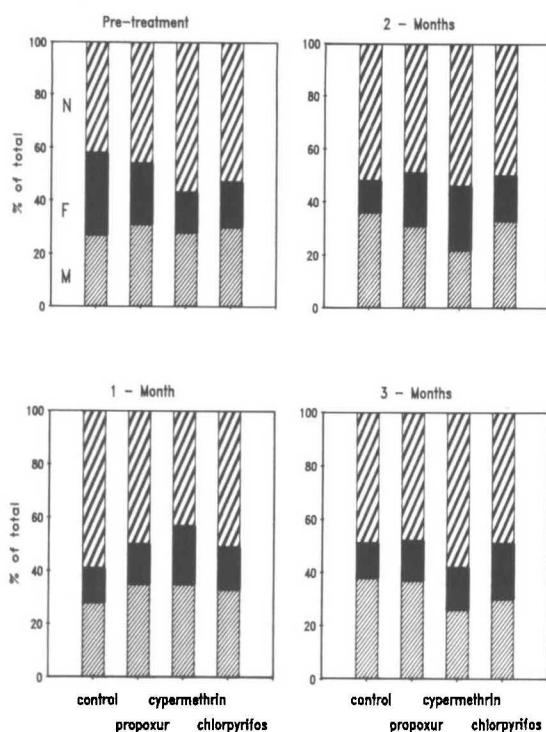 Pre-treatment
2 - Months
100
80
60
40
20
0
% of total
N
F
M
100
80
60
40
20
0
1 - Month
3 - Months
100
80
60
40
20
0
% of total
100
80
60
40
20
0
control cypermethrin
propoxur chlorpyrifos
control cypermethrin
propoxur chlorpyrifos